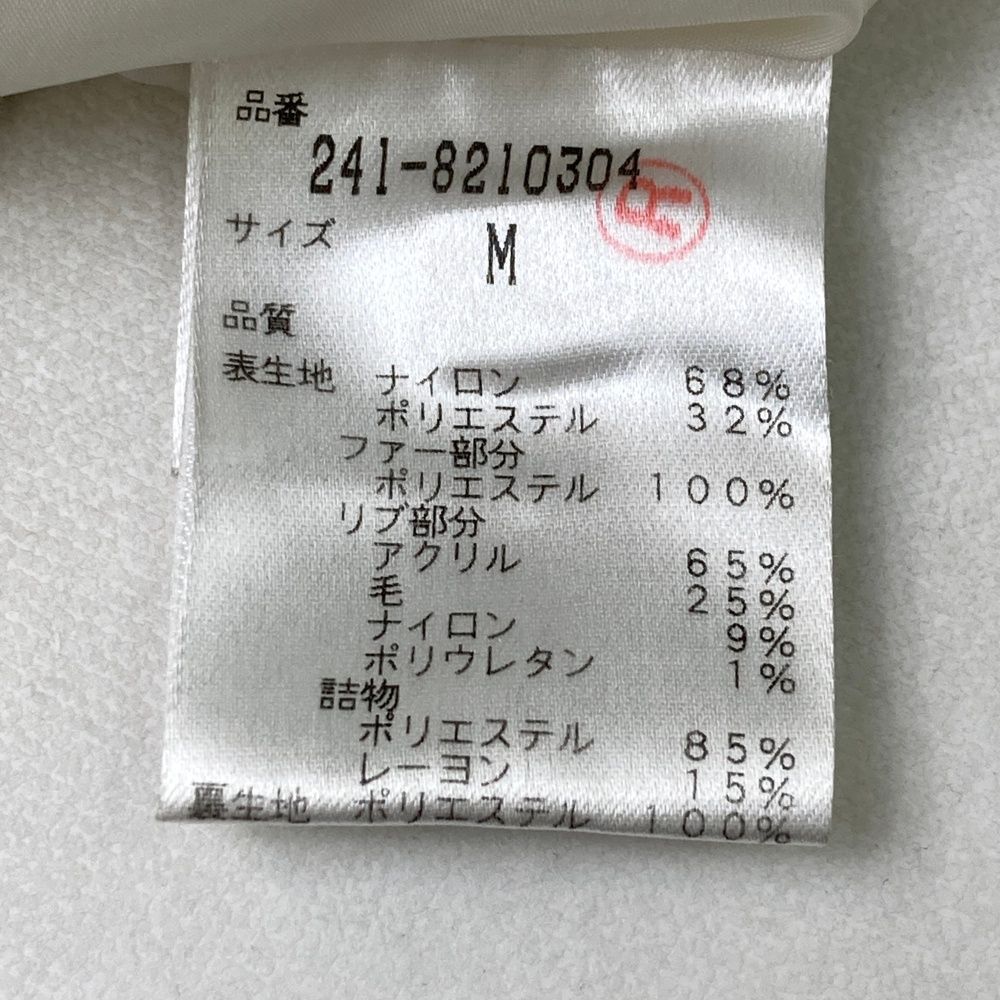 品番
241-8210304
R
サイズ M
品質
表生地 ナイロン 68%
ポリエステル 32%
ファー部分
ポリエステル 100%
リブ部分
アクリル 65%
毛 25%
ナイロン 9%
ポリウレタン 1%
詰物
ポリエステル 85%
レーヨン 15%
裏生地 ポリエステル 100%